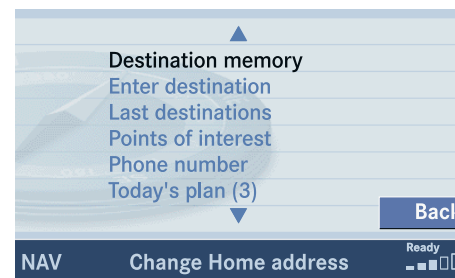 Destination memory
Enter destination
Last destinations
Points of interest
Phone number
Today's plan (3)
Back
NAV Change Home address Ready